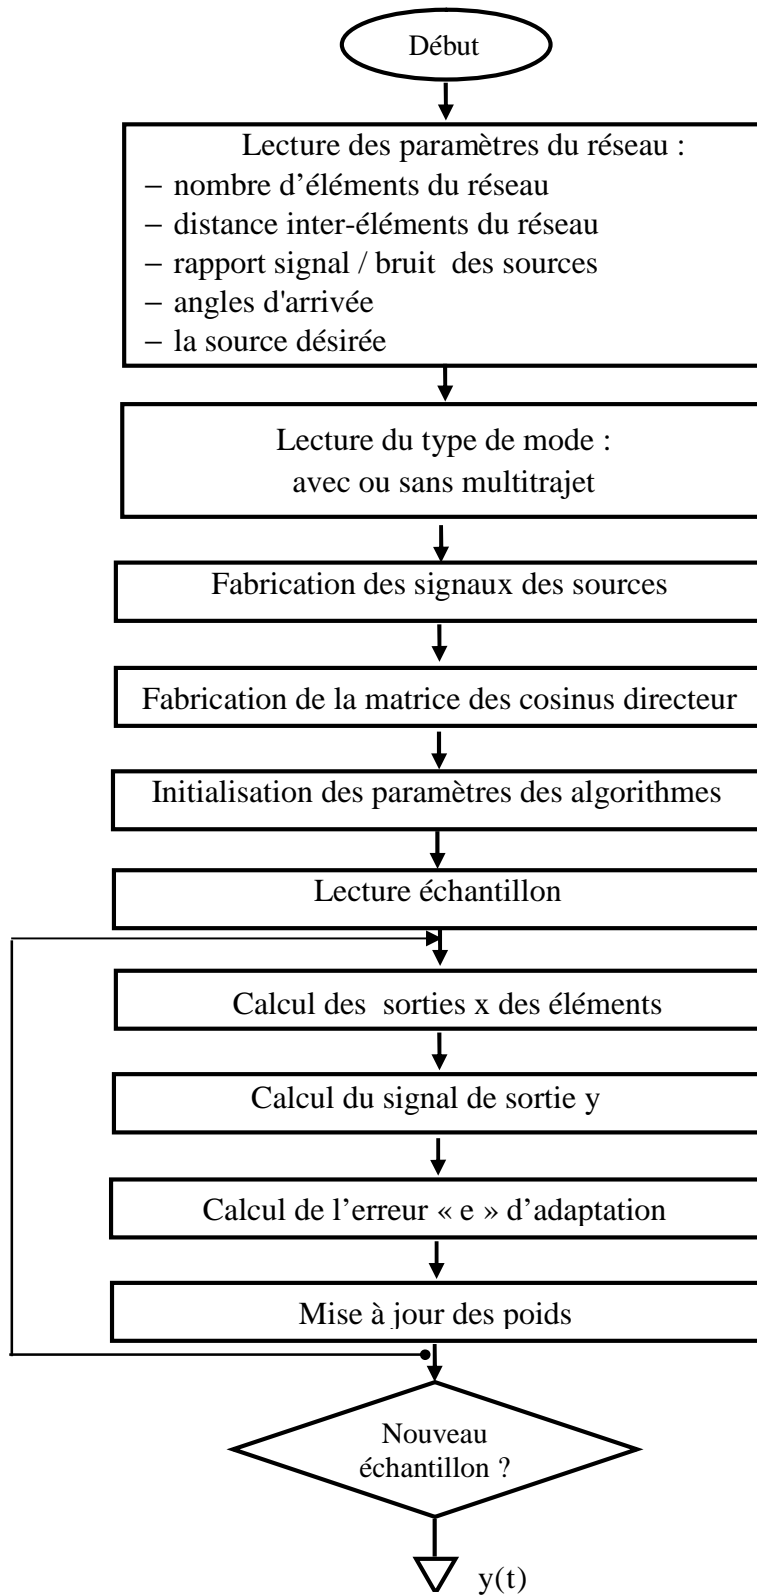 Début
Lecture des paramètres du réseau :
– nombre d’éléments du réseau
– distance inter-éléments du réseau
– rapport signal / bruit des sources
– angles d'arrivée
– la source désirée
Lecture du type de mode :
avec ou sans multitrajet
Fabrication des signaux des sources
Fabrication de la matrice des cosinus directeur
Initialisation des paramètres des algorithmes
Lecture échantillon
Calcul des sorties x des éléments
Calcul du signal de sortie y
Calcul de l’erreur « e » d’adaptation
Mise à jour des poids
Nouveau
échantillon ?
y(t)